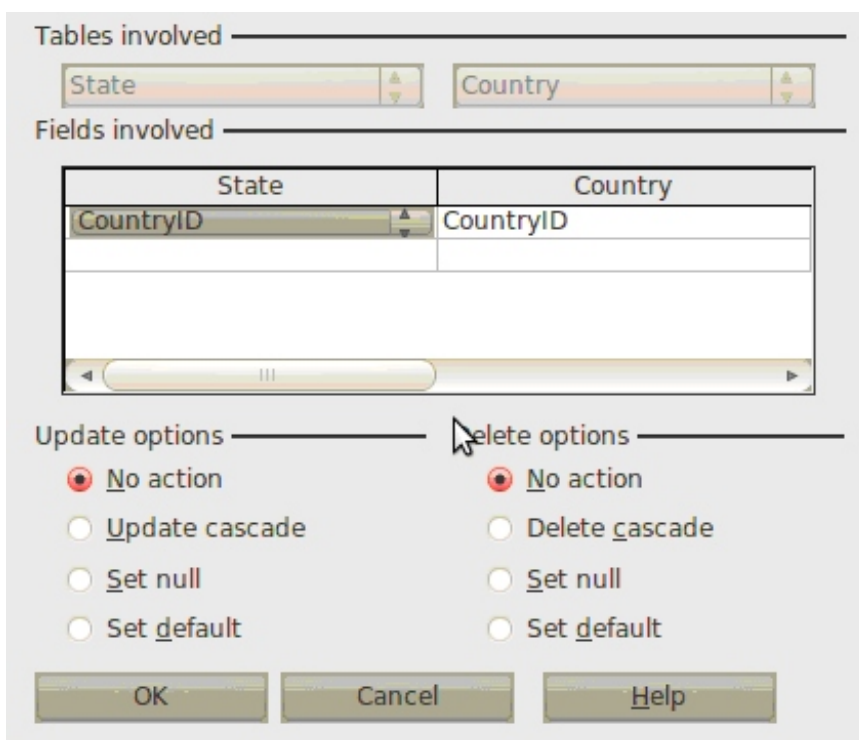 Tables involved
State Country
Fields involved
State Country
CountryID CountryID
Update options elete options
No action No action
Update cascade Delete cascade
Set null Set null
Set default Set default
OK Cancel Help